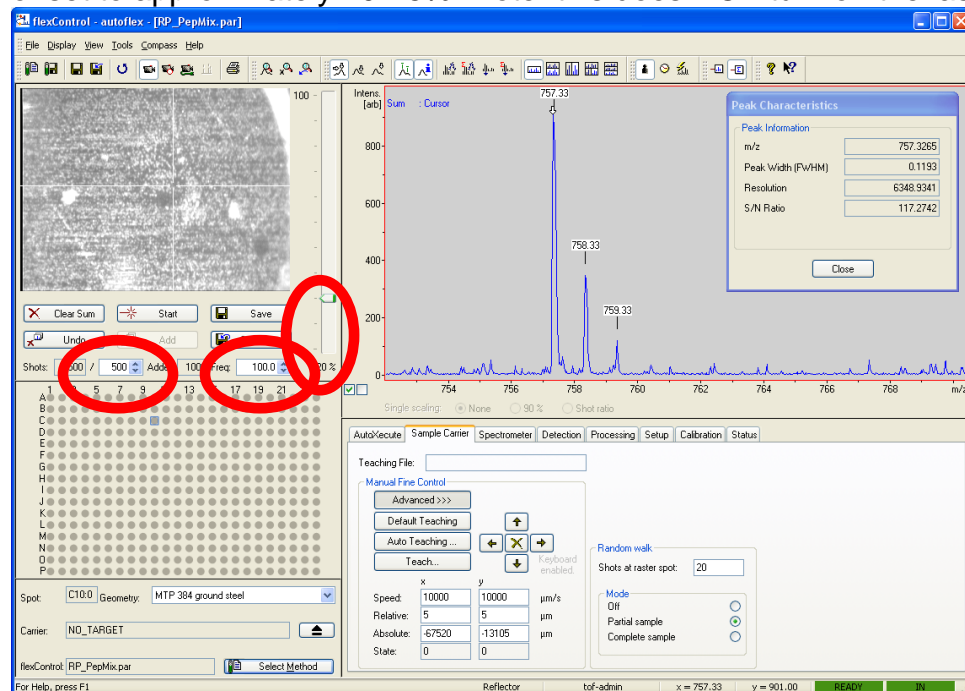 flexControl - autoflex - [RP_PepMix.par]
File Display View Tools Compass Help
100
Clear Sum Start Save
Undo Add
Shots: / 500 Freq: 100.0 %
1 3 5 7 9 13 15 17 19 21
A
B
C
D
E
F
G
H
I
J
K
L
M
N
O
P
Spot: C10:0 Geometry: MTP 384 ground steel
Carrier: NO_TARGET
flexControl: RP_PepMix.par Select Method
Intens.
[arb]
Sum : Cursor
757.33
758.33
759.33
800
600
400
200
0
754 756 758 760 762 764 766 768 m/z
Single scaling: None 90 % Shot ratio
Peak Characteristics
Peak Information
m/z 757.3265
Peak Width (FWHM) 0.1193
Resolution 6348.9341
S/N Ratio 117.2742
Close
AutoXecute Sample Carrier Spectrometer Detection Processing Setup Calibration Status
Teaching File:
Manual Fine Control
Advanced >>>
Default Teaching
Auto Teaching ...
Teach...
Keyboard
enabled.
x y
Speed: 10000 10000 µm/s
Relative: 5 5 µm
Absolute: -67520 -13105 µm
State: 0 0
Random walk
Shots at raster spot: 20
Mode
Off
Partial sample
Complete sample
For Help, press F1 Reflector tof-admin x = 757.33 y = 901.00 READY IN